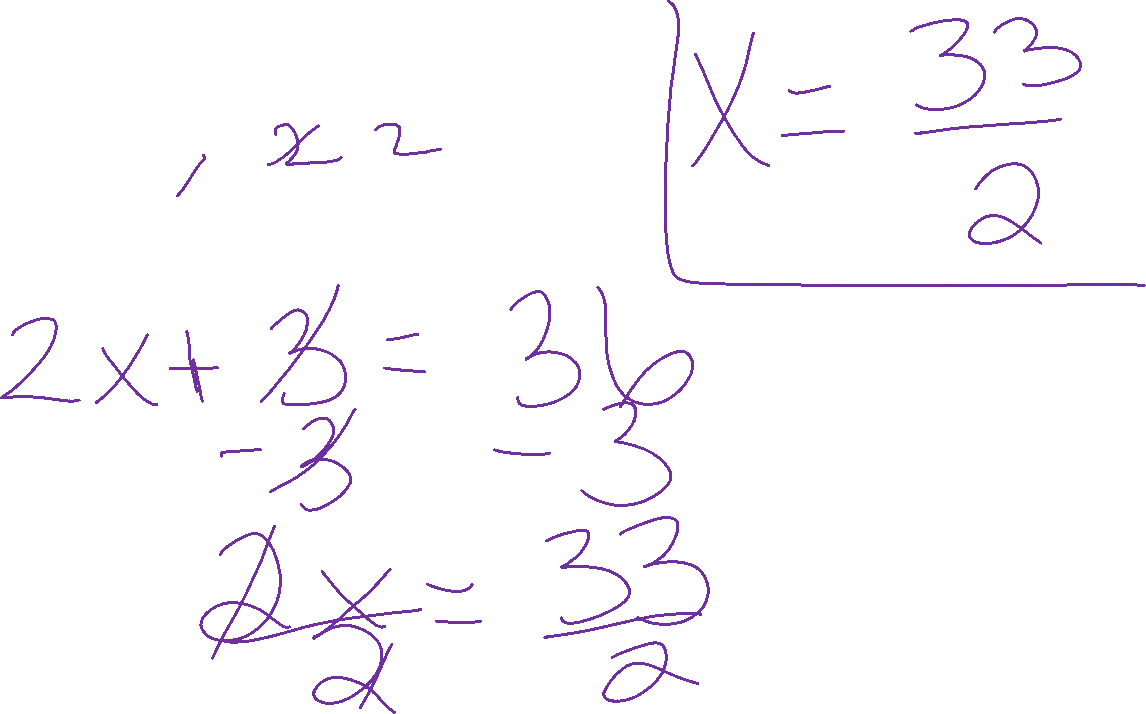 x = 33/2
, x 2
2x + 3 = 36
- 3 - 3
2x/2 = 33/2